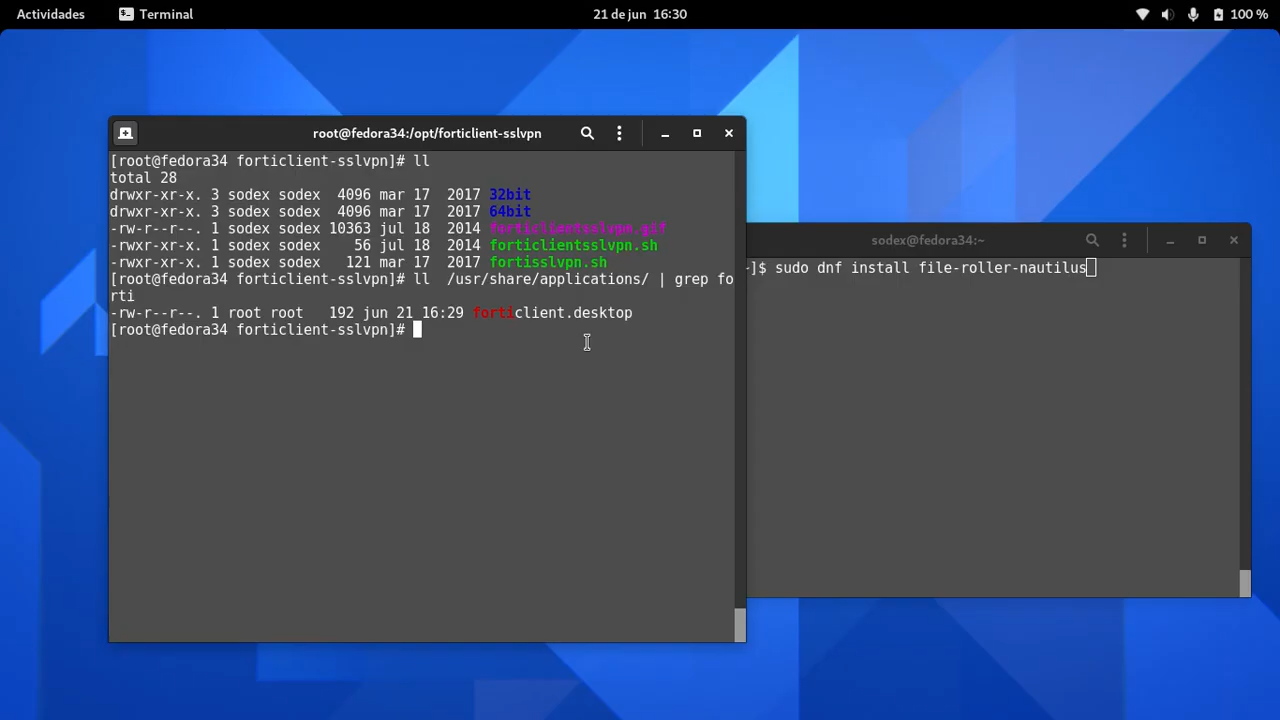 Actividades Terminal 21 de jun 16:30 100 %
root@fedora34:/opt/forticlient-sslvpn
[root@fedora34 forticlient-sslvpn]# ll
total 28
drwxr-xr-x. 3 sodex sodex  4096 mar 17  2017 32bit
drwxr-xr-x. 3 sodex sodex  4096 mar 17  2017 64bit
-rw-r--r--. 1 sodex sodex 10363 jul 18  2014 forticlientsslvpn.gif
-rwxr-xr-x. 1 sodex sodex    56 jul 18  2014 forticlientsslvpn.sh
-rwxr-xr-x. 1 sodex sodex   121 mar 17  2017 fortisslvpn.sh
[root@fedora34 forticlient-sslvpn]# ll  /usr/share/applications/ | grep fo
rti
-rw-r--r--. 1 root root   192 jun 21 16:29 forticlient.desktop
[root@fedora34 forticlient-sslvpn]#
sodex@fedora34:~
~]$ sudo dnf install file-roller-nautilus